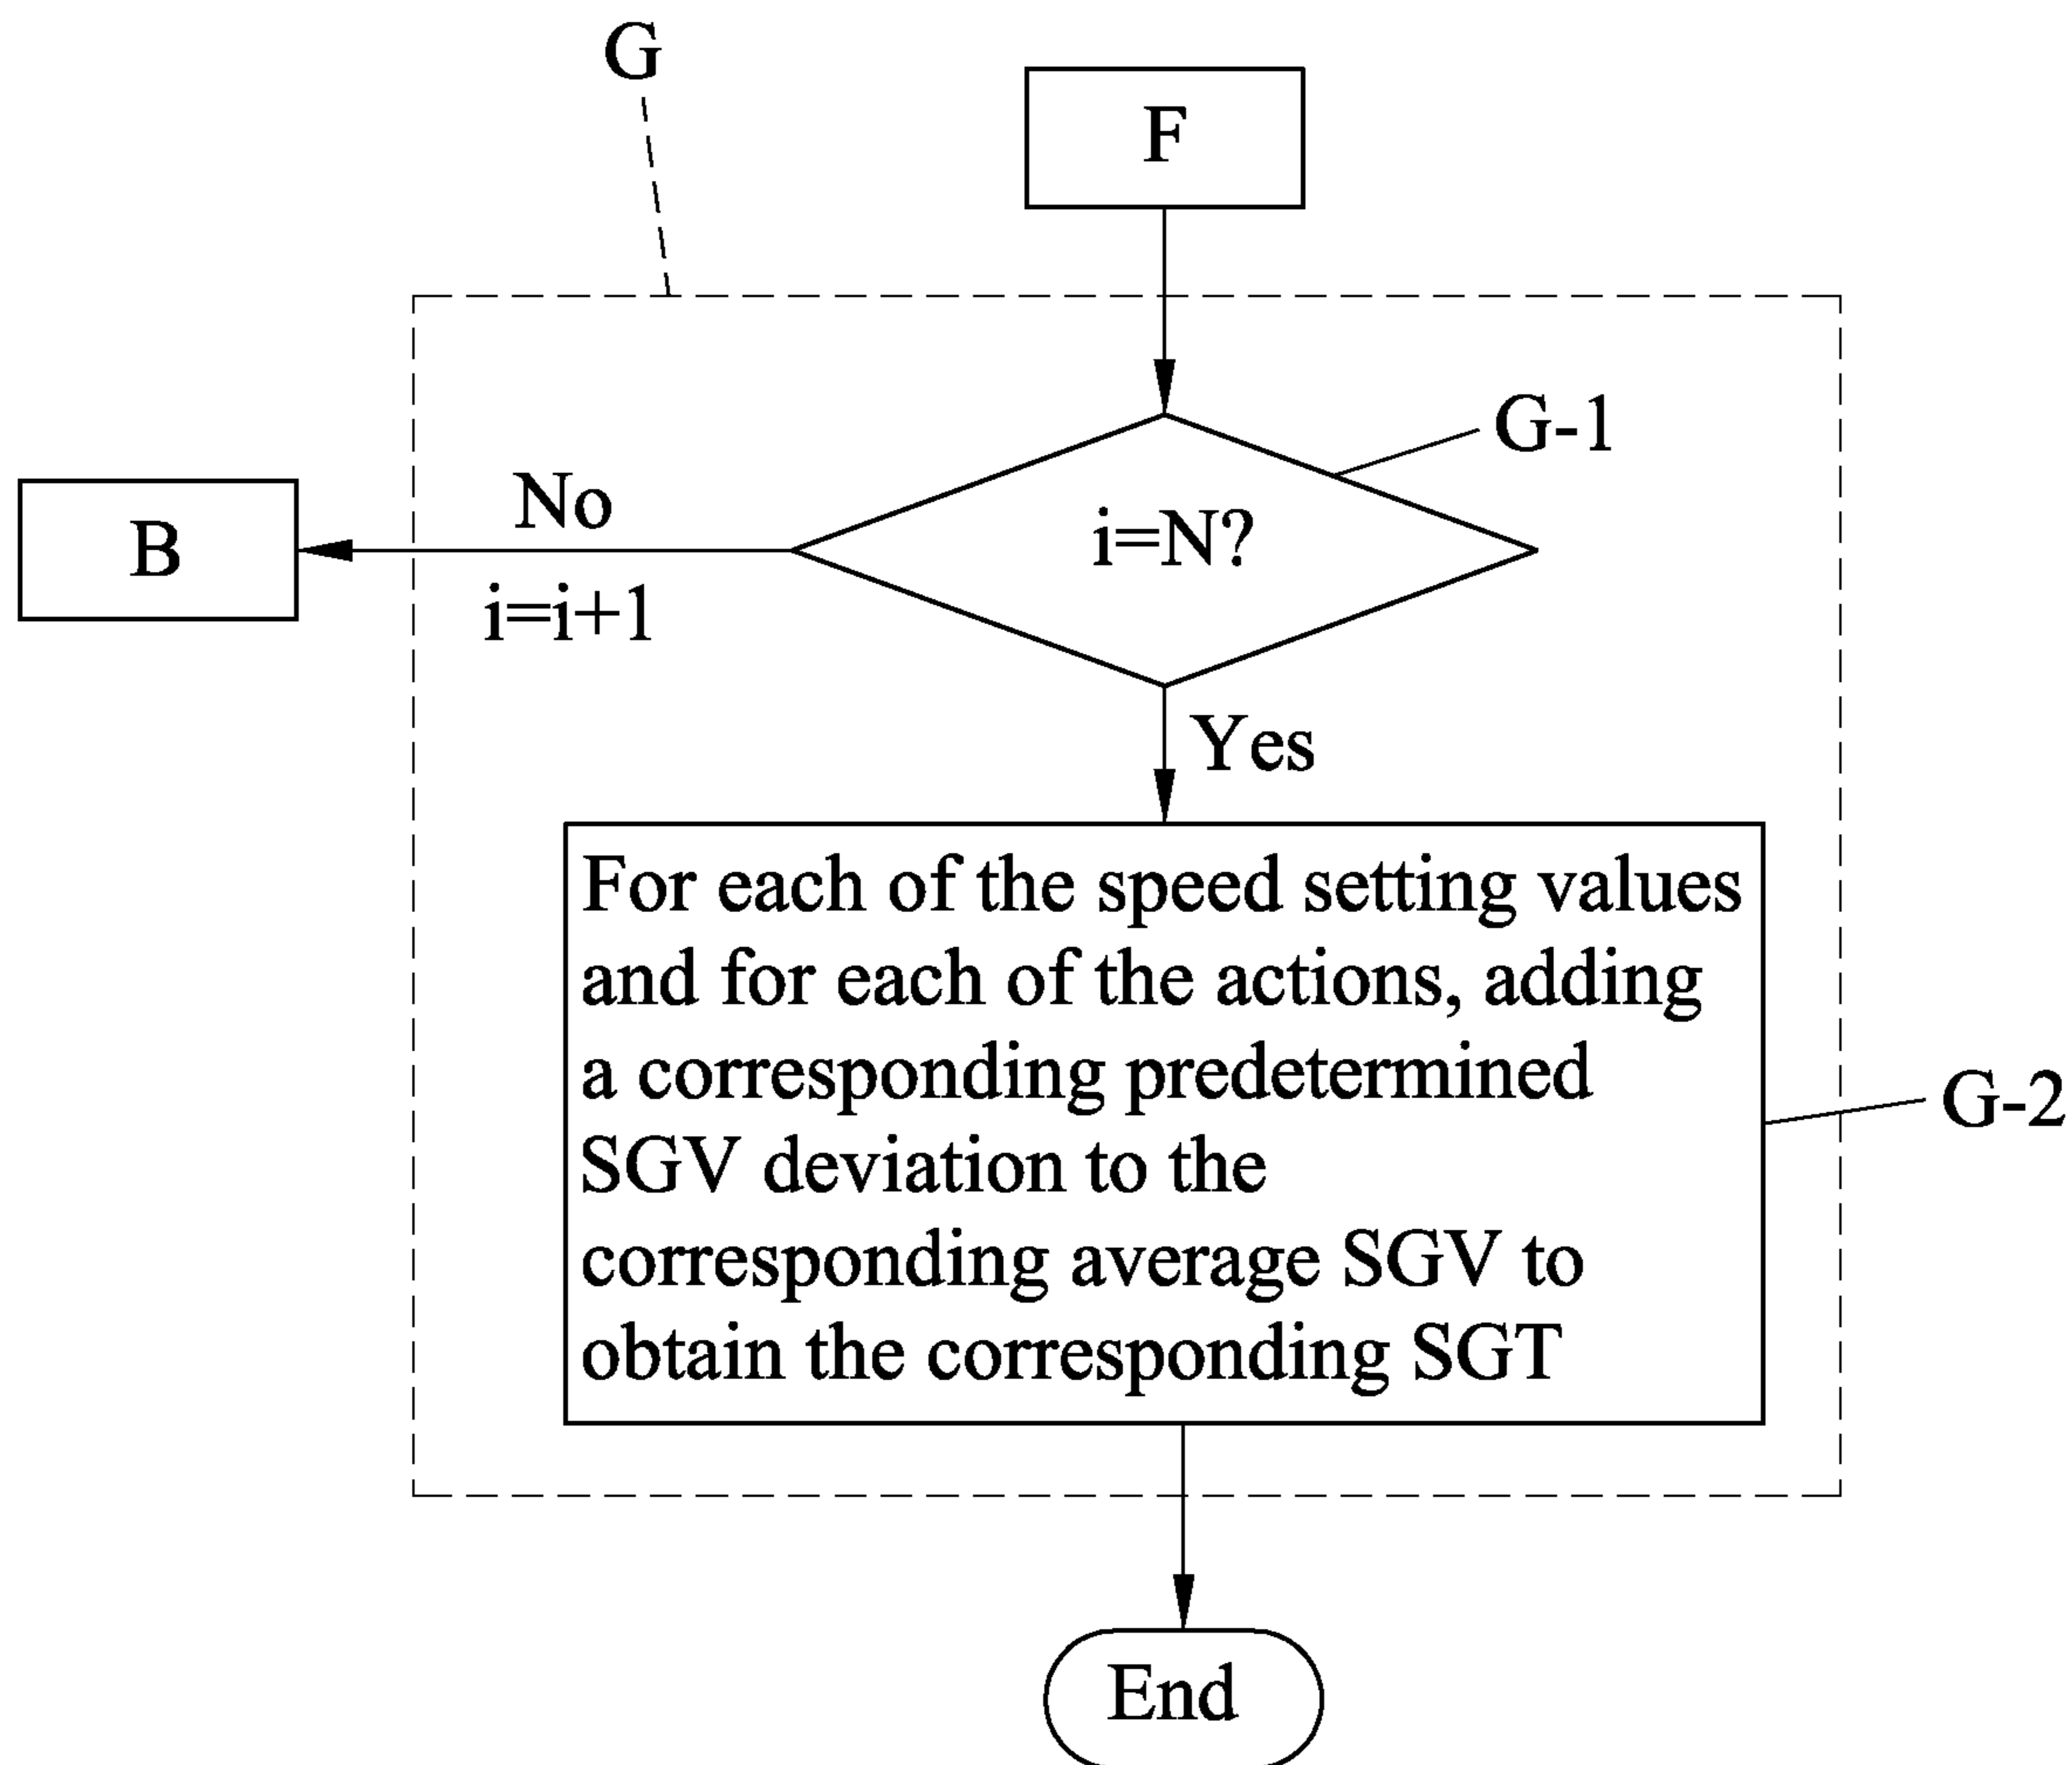 G
F
G-1
No
B
i=N?
i=i+1
Yes
For each of the speed setting values
and for each of the actions, adding
a corresponding predetermined
SGV deviation to the
corresponding average SGV to
obtain the corresponding SGT
G-2
End